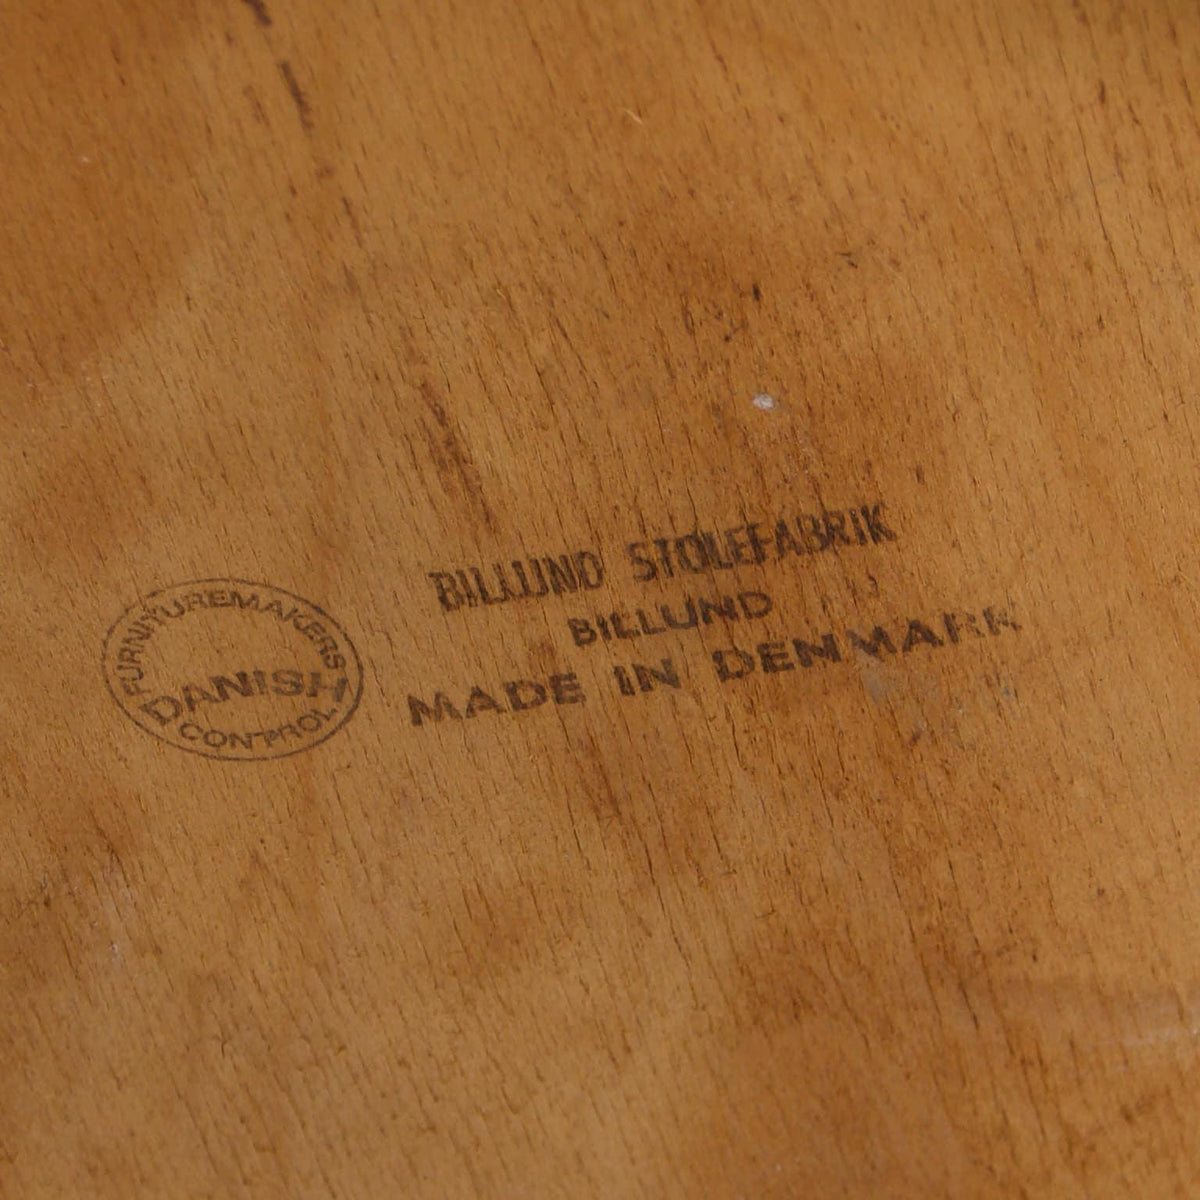 FURNITUREMAKERS
DANISH
CONTROL
BILLUND STOLEFABRIK
BILLUND
MADE IN DENMARK